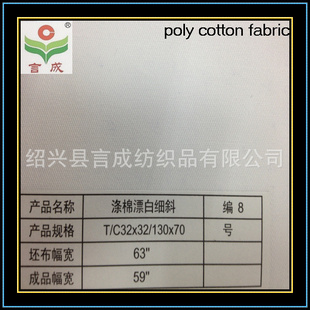 poly cotton fabric
言成
绍兴县言成纺织品有限公司
产品名称 涤棉漂白细斜 编 8
产品规格 T/C32x32/130x70 号
坯布幅宽 63"
成品幅宽 59"